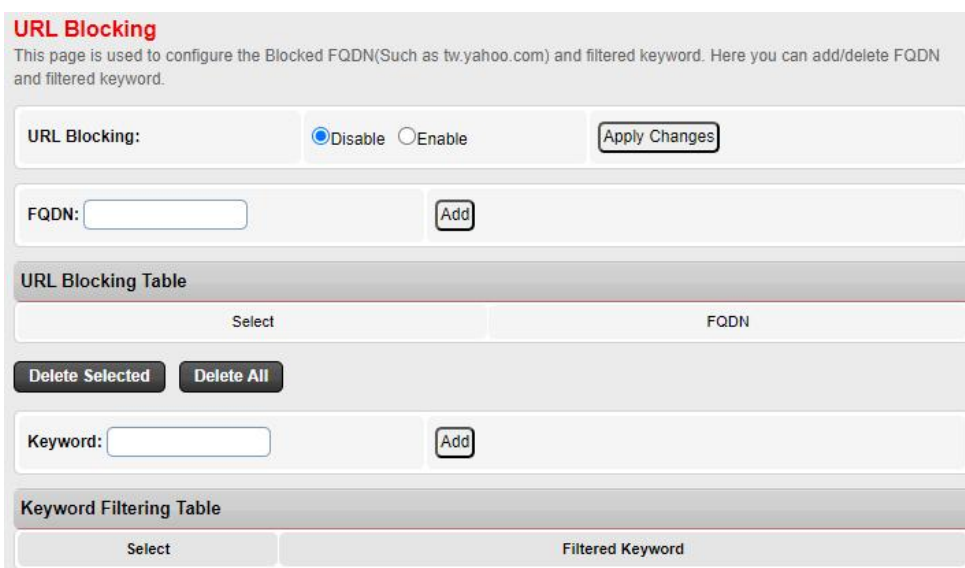 URL Blocking
This page is used to configure the Blocked FQDN(Such as tw.yahoo.com) and filtered keyword. Here you can add/delete FQDN
and filtered keyword.
URL Blocking: Disable Enable Apply Changes
FQDN: Add
URL Blocking Table
Select FQDN
Delete Selected Delete All
Keyword: Add
Keyword Filtering Table
Select Filtered Keyword